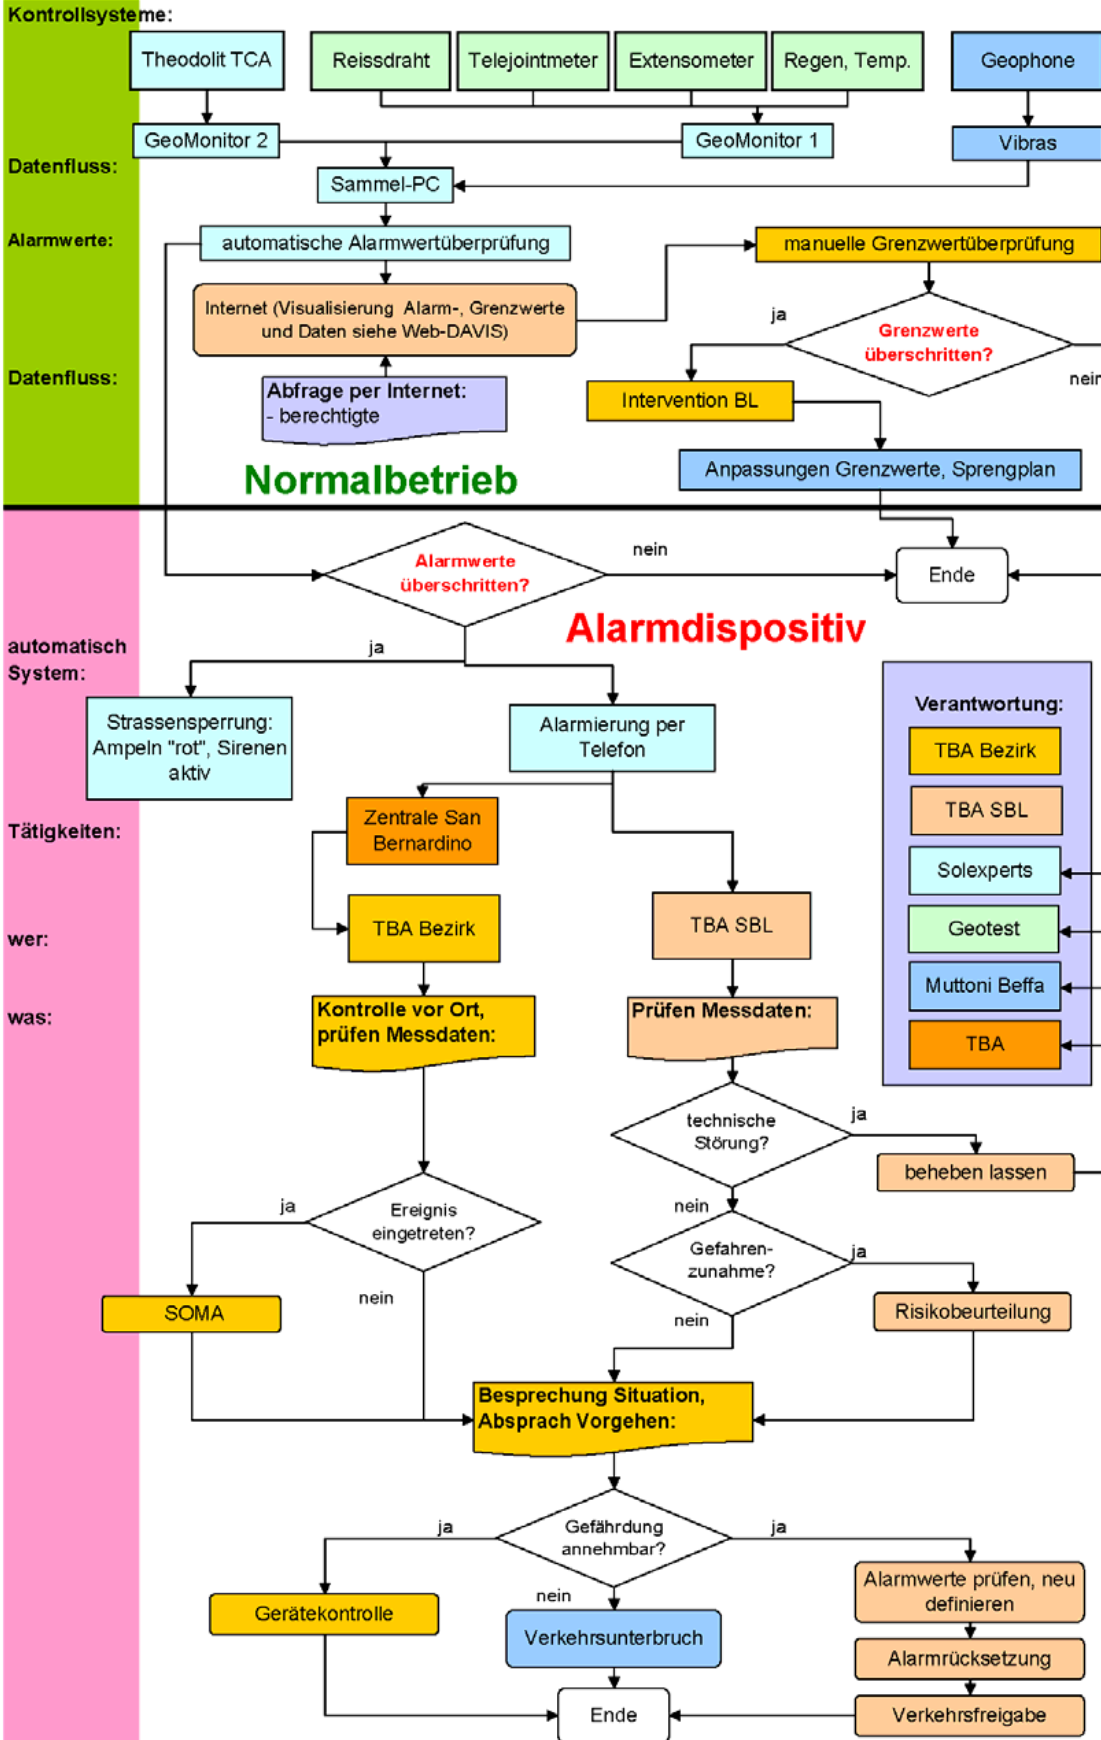 Kontrollsysteme:
Theodolit TCA
Reissdraht
Telejointmeter
Extensometer
Regen, Temp.
Geophone
GeoMonitor 2
GeoMonitor 1
Vibras
Datenfluss:
Sammel-PC
Alarmwerte:
automatische Alarmwertüberprüfung
manuelle Grenzwertüberprüfung
Internet (Visualisierung Alarm-, Grenzwerte
und Daten siehe Web-DAVIS)
ja
Grenzwerte
überschritten?
nein
Datenfluss:
Abfrage per Internet:
- berechtigte
Intervention BL
Anpassungen Grenzwerte, Sprengplan
Normalbetrieb
Alarmwerte
überschritten?
nein
Ende
Alarmdispositiv
automatisch
System:
ja
Strassensperrung:
Ampeln "rot", Sirenen
aktiv
Alarmierung per
Telefon
Verantwortung:
TBA Bezirk
TBA SBL
Solexperts
Geotest
Muttoni Beffa
TBA
Tätigkeiten:
Zentrale San
Bernardino
wer:
TBA Bezirk
TBA SBL
was:
Kontrolle vor Ort,
prüfen Messdaten:
Prüfen Messdaten:
technische
Störung?
ja
beheben lassen
nein
ja
Ereignis
eingetreten?
nein
Gefahren-
zunahme?
ja
nein
SOMA
Risikobeurteilung
Besprechung Situation,
Absprach Vorgehen:
ja
Gefährdung
annehmbar?
ja
nein
Gerätekontrolle
Verkehrsunterbruch
Alarmwerte prüfen, neu
definieren
Alarmrücksetzung
Verkehrsfreigabe
Ende